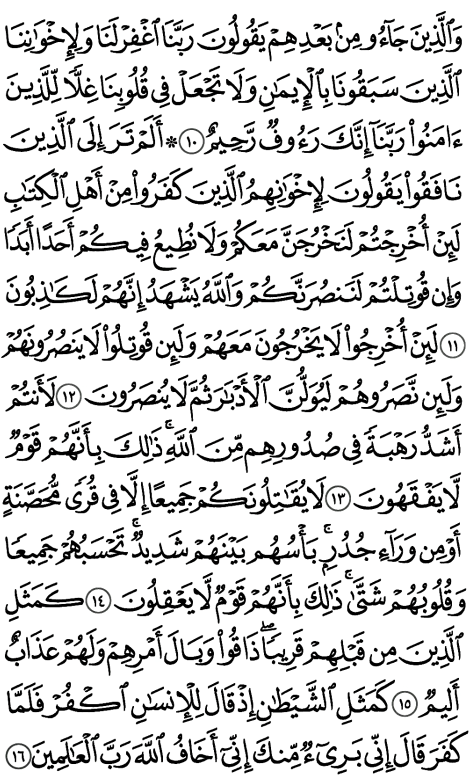 وَٱلَّذِينَ جَآءُو مِنۢ بَعۡدِهِمۡ يَقُولُونَ رَبَّنَا ٱغۡفِرۡ لَنَا وَلِإِخۡوَٰنِنَا
ٱلَّذِينَ سَبَقُونَا بِٱلۡإِيمَٰنِ وَلَا تَجۡعَلۡ فِي قُلُوبِنَا غِلّٗا لِّلَّذِينَ
ءَامَنُواْ رَبَّنَآ إِنَّكَ رَءُوفٞ رَّحِيمٌ ١٠ * أَلَمۡ تَرَ إِلَى ٱلَّذِينَ
نَافَقُواْ يَقُولُونَ لِإِخۡوَٰنِهِمُ ٱلَّذِينَ كَفَرُواْ مِنۡ أَهۡلِ ٱلۡكِتَٰبِ
لَئِنۡ أُخۡرِجۡتُمۡ لَنَخۡرُجَنَّ مَعَكُمۡ وَلَا نُطِيعُ فِيكُمۡ أَحَدًا أَبَدٗا
وَإِن قُوتِلۡتُمۡ لَنَنصُرَنَّكُمۡ وَٱللَّهُ يَشۡهَدُ إِنَّهُمۡ لَكَٰذِبُونَ
١١ لَئِنۡ أُخۡرِجُواْ لَا يَخۡرُجُونَ مَعَهُمۡ وَلَئِن قُوتِلُواْ لَا يَنصُرُونَهُمۡ
وَلَئِن نَّصَرُوهُمۡ لَيُوَلُّنَّ ٱلۡأَدۡبَٰرَ ثُمَّ لَا يُنصَرُونَ ١٢ لَأَنتُمۡ
أَشَدُّ رَهۡبَةٗ فِي صُدُورِهِم مِّنَ ٱللَّهِۚ ذَٰلِكَ بِأَنَّهُمۡ قَوۡمٞ
لَّا يَفۡقَهُونَ ١٣ لَا يُقَٰتِلُونَكُمۡ جَمِيعًا إِلَّا فِي قُرٗى مُّحَصَّنَةٍ
أَوۡ مِن وَرَآءِ جُدُرِۭۚ بَأۡسُهُم بَيۡنَهُمۡ شَدِيدٞۚ تَحۡسَبُهُمۡ جَمِيعٗا
وَقُلُوبُهُمۡ شَتَّىٰۚ ذَٰلِكَ بِأَنَّهُمۡ قَوۡمٞ لَّا يَعۡقِلُونَ ١٤ كَمَثَلِ
ٱلَّذِينَ مِن قَبۡلِهِمۡ قَرِيبٗاۖ ذَاقُواْ وَبَالَ أَمۡرِهِمۡ وَلَهُمۡ عَذَابٌ
أَلِيمٞ ١٥ كَمَثَلِ ٱلشَّيۡطَٰنِ إِذۡ قَالَ لِلۡإِنسَٰنِ ٱكۡفُرۡ فَلَمَّا
كَفَرَ قَالَ إِنِّي بَرِيٓءٞ مِّنكَ إِنِّيٓ أَخَافُ ٱللَّهَ رَبَّ ٱلۡعَٰلَمِينَ ١٦